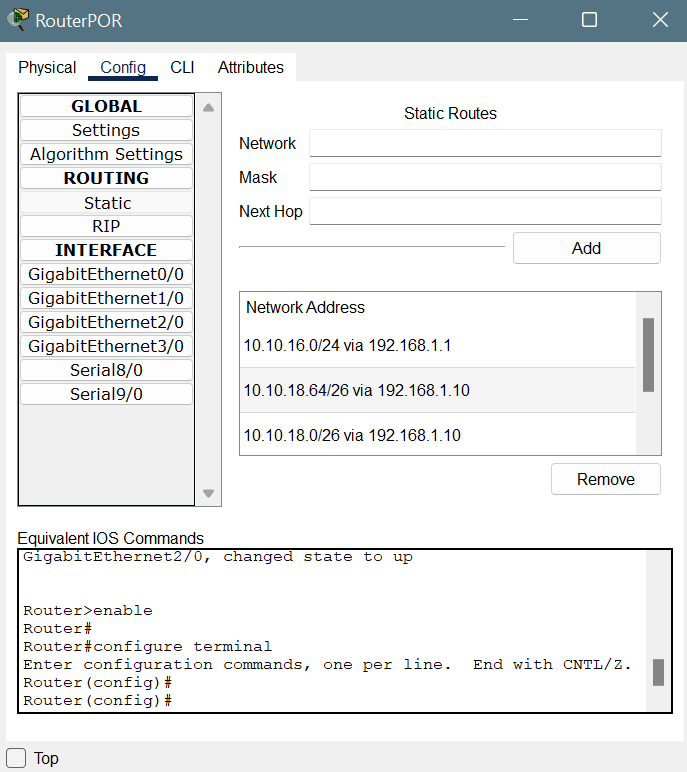 RouterPOR
Physical Config CLI Attributes
GLOBAL
Settings
Algorithm Settings
ROUTING
Static
RIP
INTERFACE
GigabitEthernet0/0
GigabitEthernet1/0
GigabitEthernet2/0
GigabitEthernet3/0
Serial8/0
Serial9/0
Static Routes
Network
Mask
Next Hop
Add
Network Address
10.10.16.0/24 via 192.168.1.1
10.10.18.64/26 via 192.168.1.10
10.10.18.0/26 via 192.168.1.10
Remove
Equivalent IOS Commands
GigabitEthernet2/0, changed state to up
Router>enable
Router#
Router#configure terminal
Enter configuration commands, one per line.  End with CNTL/Z.
Router(config)#
Router(config)#
Top